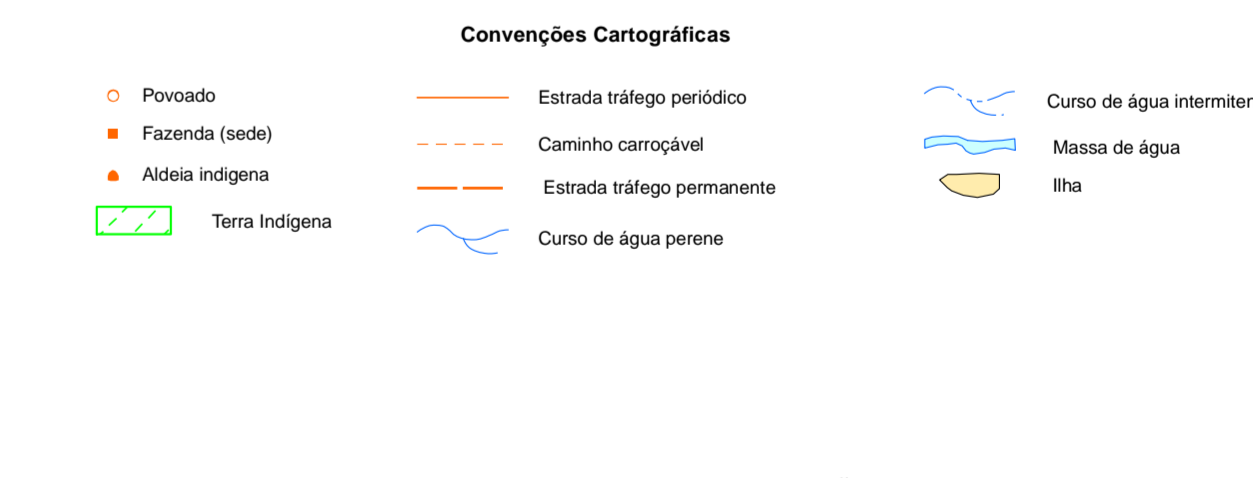 Convenções Cartográficas
Povoado
Fazenda (sede)
Aldeia indigena
Terra Indígena
Estrada tráfego periódico
Caminho carroçável
Estrada tráfego permanente
Curso de água perene
Curso de água intermiter
Massa de água
Ilha